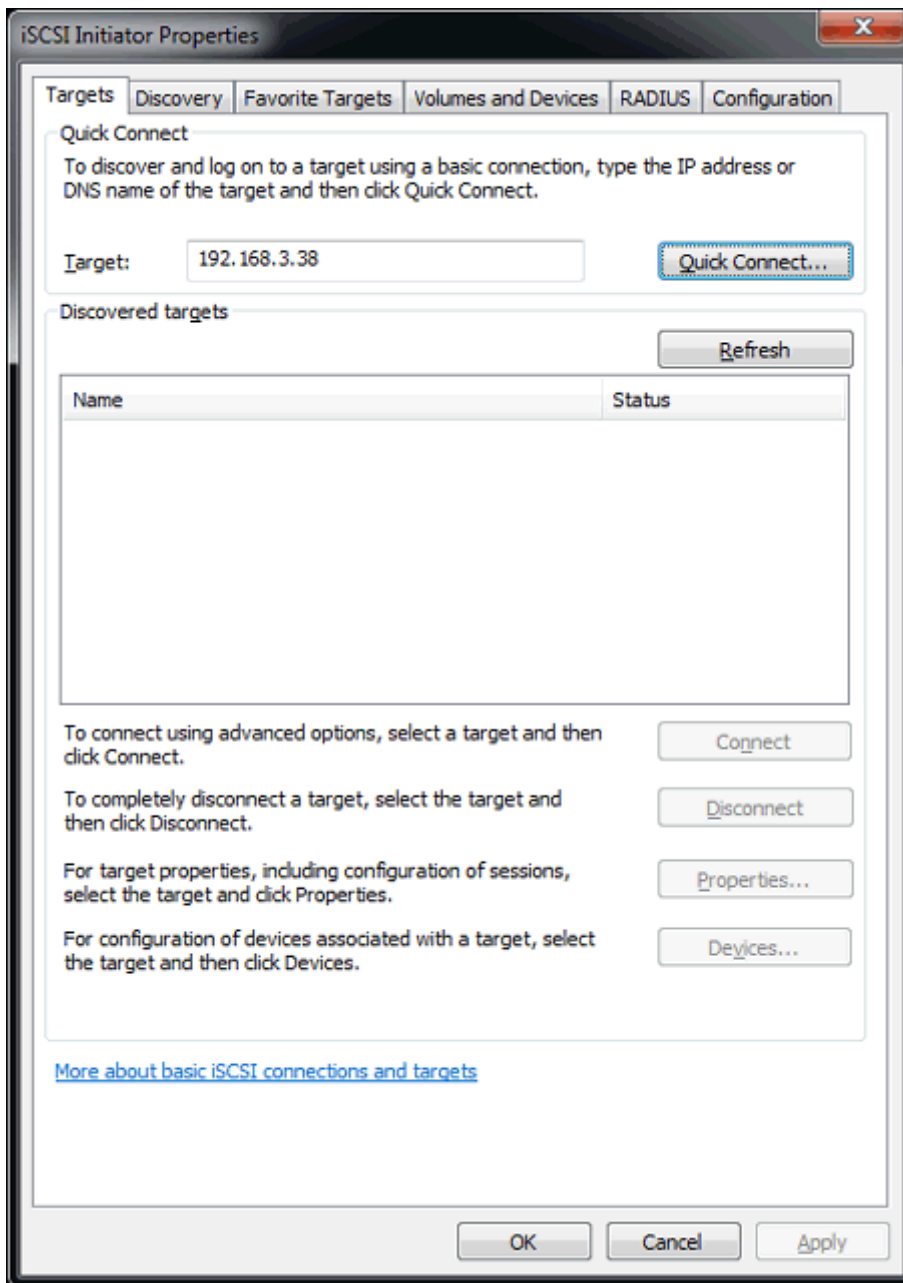 iSCSI Initiator Properties
Targets Discovery Favorite Targets Volumes and Devices RADIUS Configuration
Quick Connect
To discover and log on to a target using a basic connection, type the IP address or
DNS name of the target and then click Quick Connect.
Target: 192.168.3.38 Quick Connect...
Discovered targets
Refresh
Name Status
To connect using advanced options, select a target and then
click Connect.
Connect
To completely disconnect a target, select the target and
then click Disconnect.
Disconnect
For target properties, including configuration of sessions,
select the target and click Properties.
Properties...
For configuration of devices associated with a target, select
the target and then click Devices.
Devices...
More about basic iSCSI connections and targets
OK Cancel Apply